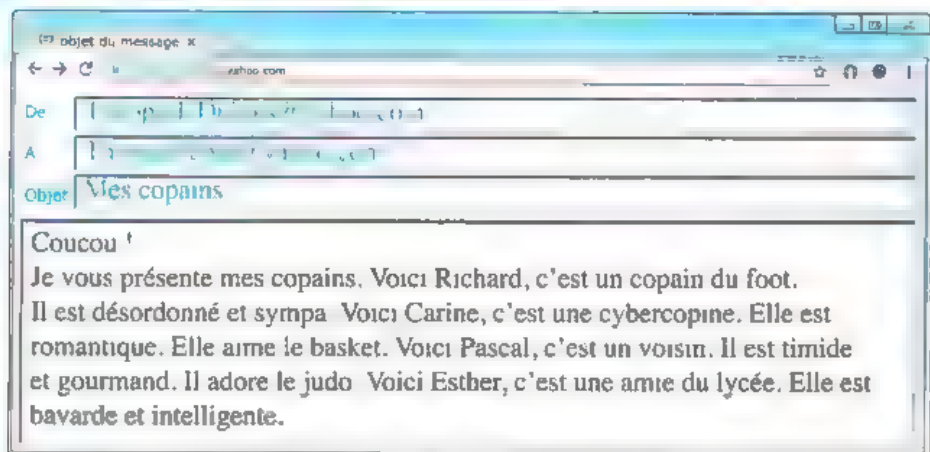 objet du message x
yahoo com
De
A
Objet Mes copains
Coucou !
Je vous présente mes copains. Voici Richard, c'est un copain du foot.
Il est désordonné et sympa Voici Carine, c'est une cybercopine. Elle est
romantique. Elle aime le basket. Voici Pascal, c'est un voisin. Il est timide
et gourmand. Il adore le judo Voici Esther, c'est une amie du lycée. Elle est
bavarde et intelligente.